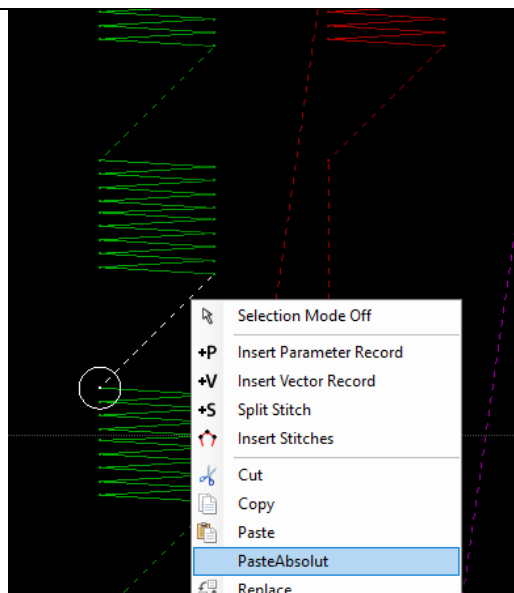 Selection Mode Off
+P Insert Parameter Record
+V Insert Vector Record
+S Split Stitch
Insert Stitches
Cut
Copy
Paste
PasteAbsolut
Replace